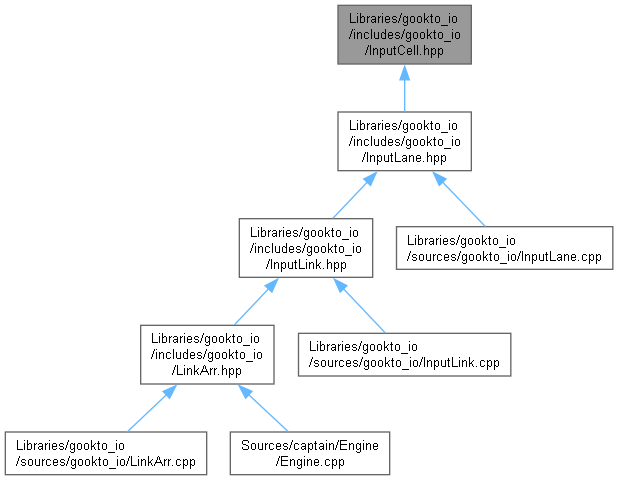 Libraries/gookto_io
/includes/gookto_io
/InputCell.hpp
Libraries/gookto_io
/includes/gookto_io
/InputLane.hpp
Libraries/gookto_io
/includes/gookto_io
/InputLink.hpp
Libraries/gookto_io
/sources/gookto_io/InputLane.cpp
Libraries/gookto_io
/includes/gookto_io
/LinkArr.hpp
Libraries/gookto_io
/sources/gookto_io/InputLink.cpp
Libraries/gookto_io
/sources/gookto_io/LinkArr.cpp
Sources/captain/Engine
/Engine.cpp